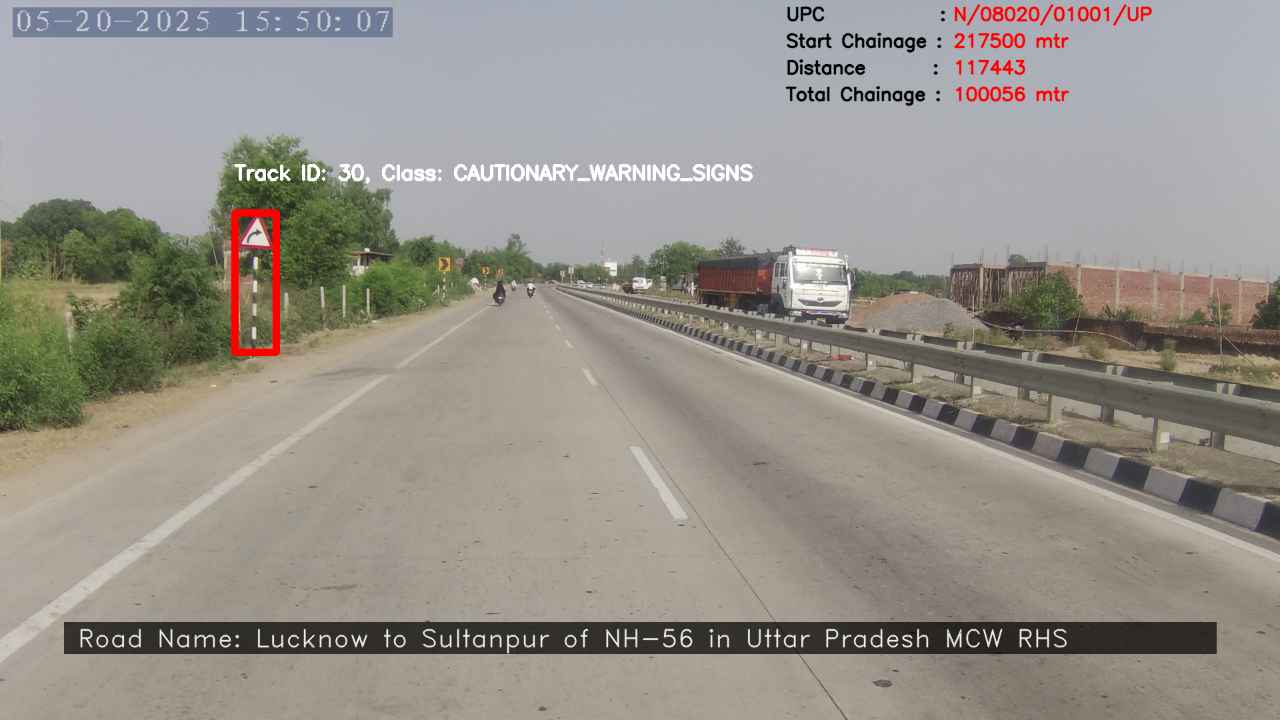 05-20-2025 15:50:07
UPC : N/08020/01001/UP
Start Chainage : 217500 mtr
Distance : 117443
Total Chainage : 100056 mtr
Track ID: 30, Class: CAUTIONARY_WARNING_SIGNS
Road Name: Lucknow to Sultanpur of NH-56 in Uttar Pradesh MCW RHS